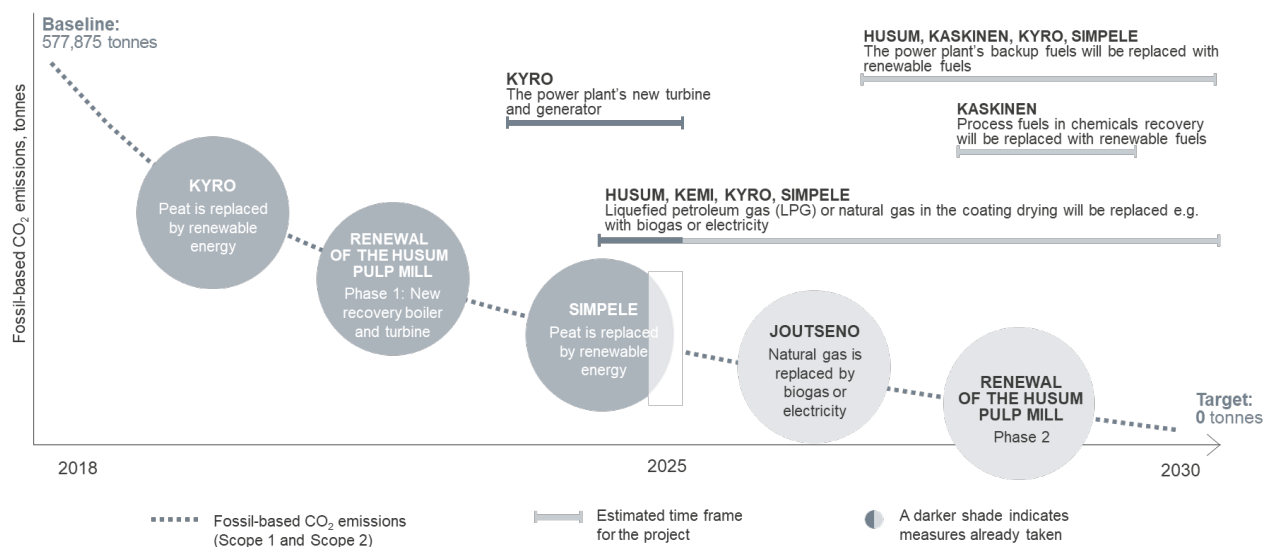 Baseline:
577,875 tonnes
Fossil-based CO₂ emissions, tonnes
KYRO
Peat is replaced
by renewable
energy
RENEWAL
OF THE HUSUM
PULP MILL
Phase 1: New
recovery boiler
and turbine
KYRO
The power plant's new turbine
and generator
HUSUM, KASKINEN, KYRO, SIMPELE
The power plant's backup fuels will be replaced with
renewable fuels
KASKINEN
Process fuels in chemicals recovery
will be replaced with renewable fuels
HUSUM, KEMI, KYRO, SIMPELE
Liquefied petroleum gas (LPG) or natural gas in the coating drying will be replaced e.g.
with biogas or electricity
SIMPELE
Peat is replaced
by renewable
energy
JOUTSENO
Natural gas is
replaced by
biogas or
electricity
RENEWAL
OF THE HUSUM
PULP MILL
Phase 2
Target:
0 tonnes
2018
2025
2030
Fossil-based CO₂ emissions
(Scope 1 and Scope 2)
Estimated time frame
for the project
A darker shade indicates
measures already taken